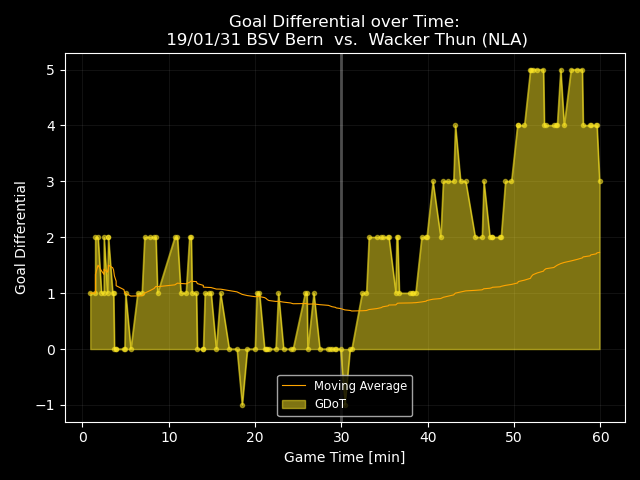 Goal Differential over Time:
19/01/31 BSV Bern  vs.  Wacker Thun (NLA)
Goal Differential
5
4
3
2
1
0
−1
Moving Average
GDoT
0 10 20 30 40 50 60
Game Time [min]